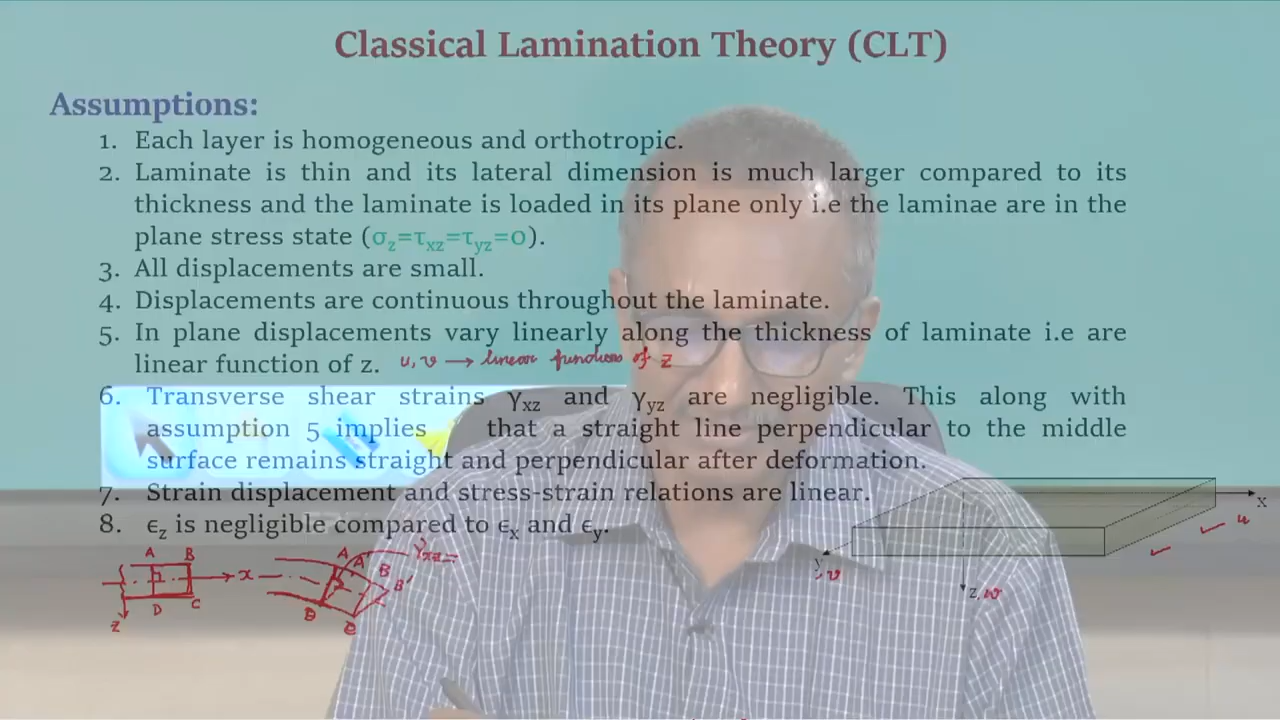 Classical Lamination Theory (CLT)
Assumptions:
1. Each layer is homogeneous and orthotropic.
2. Laminate is thin and its lateral dimension is much larger compared to its
thickness and the laminate is loaded in its plane only i.e the laminae are in the
plane stress state (σz=τxz=τyz=0).
3. All displacements are small.
4. Displacements are continuous throughout the laminate.
5. In plane displacements vary linearly along the thickness of laminate i.e are
linear function of z. u, v → linear functions of z
6. Transverse shear strains γxz and γyz are negligible. This along with
assumption 5 implies that a straight line perpendicular to the middle
surface remains straight and perpendicular after deformation.
7. Strain displacement and stress-strain relations are linear.
8. ϵz is negligible compared to ϵx and ϵy.
x u
y, v
z, w
A B
x
D C
z
A A' B B'
γxz=
D C